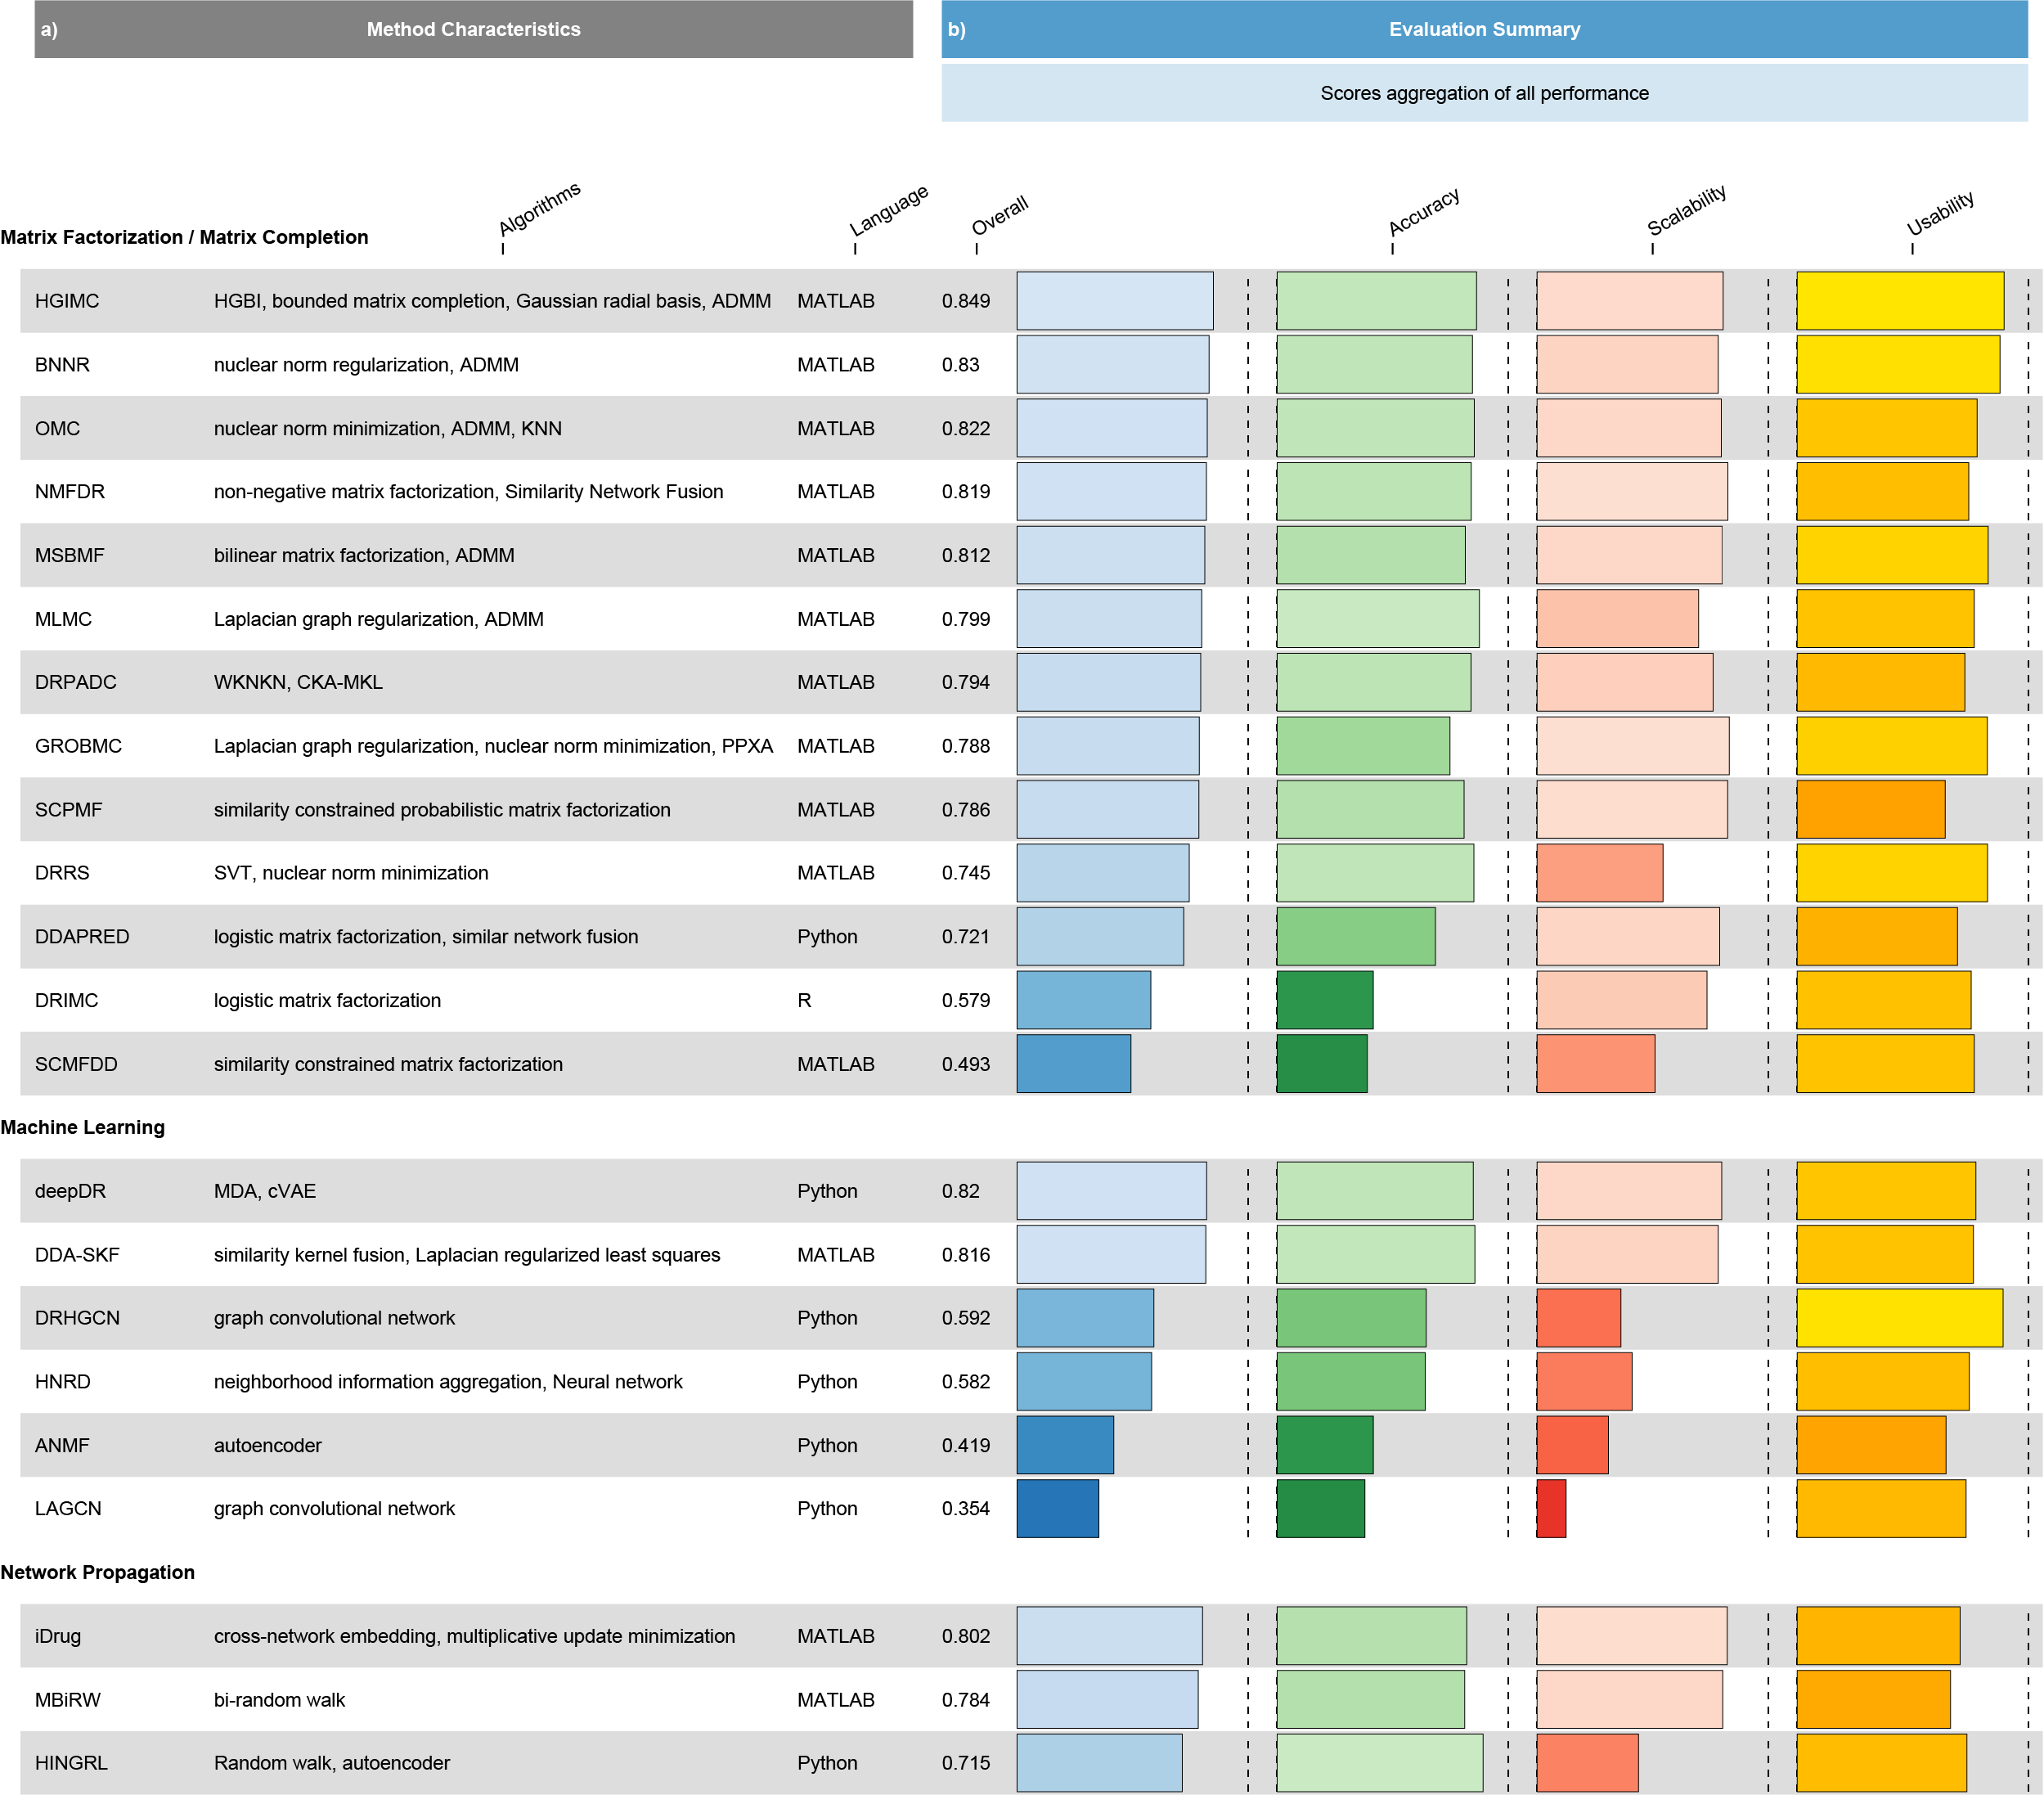 a) Method Characteristics
b) Evaluation Summary
Scores aggregation of all performance
Algorithms Language Overall Accuracy Scalability Usability
Matrix Factorization / Matrix Completion
HGIMC HGBI, bounded matrix completion, Gaussian radial basis, ADMM MATLAB 0.849
BNNR nuclear norm regularization, ADMM MATLAB 0.83
OMC nuclear norm minimization, ADMM, KNN MATLAB 0.822
NMFDR non-negative matrix factorization, Similarity Network Fusion MATLAB 0.819
MSBMF bilinear matrix factorization, ADMM MATLAB 0.812
MLMC Laplacian graph regularization, ADMM MATLAB 0.799
DRPADC WKNKN, CKA-MKL MATLAB 0.794
GROBMC Laplacian graph regularization, nuclear norm minimization, PPXA MATLAB 0.788
SCPMF similarity constrained probabilistic matrix factorization MATLAB 0.786
DRRS SVT, nuclear norm minimization MATLAB 0.745
DDAPRED logistic matrix factorization, similar network fusion Python 0.721
DRIMC logistic matrix factorization R 0.579
SCMFDD similarity constrained matrix factorization MATLAB 0.493
Machine Learning
deepDR MDA, cVAE Python 0.82
DDA-SKF similarity kernel fusion, Laplacian regularized least squares MATLAB 0.816
DRHGCN graph convolutional network Python 0.592
HNRD neighborhood information aggregation, Neural network Python 0.582
ANMF autoencoder Python 0.419
LAGCN graph convolutional network Python 0.354
Network Propagation
iDrug cross-network embedding, multiplicative update minimization MATLAB 0.802
MBiRW bi-random walk MATLAB 0.784
HINGRL Random walk, autoencoder Python 0.715